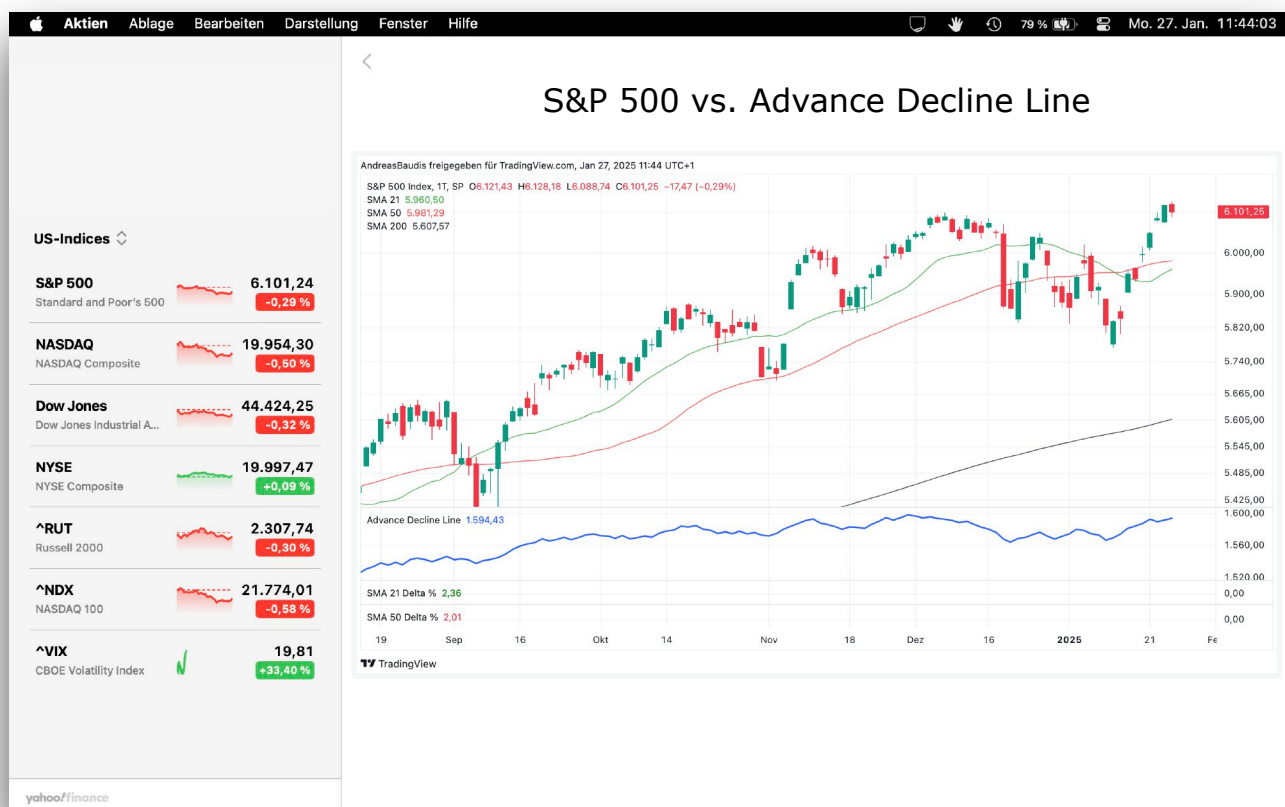 Aktien Ablage Bearbeiten Darstellung Fenster Hilfe 79 % Mo. 27. Jan. 11:44:03
US-Indices
S&P 500 6.101,24
Standard and Poor's 500 -0,29 %
NASDAQ 19.954,30
NASDAQ Composite -0,50 %
Dow Jones 44.424,25
Dow Jones Industrial A... -0,32 %
NYSE 19.997,47
NYSE Composite +0,09 %
^RUT 2.307,74
Russell 2000 -0,30 %
^NDX 21.774,01
NASDAQ 100 -0,58 %
^VIX 19,81
CBOE Volatility Index +33,40 %
yahoo!finance
S&P 500 vs. Advance Decline Line
AndreasBaudis freigegeben für TradingView.com, Jan 27, 2025 11:44 UTC+1
S&P 500 Index, 1T, SP O6.121,43 H6.128,18 L6.088,74 C6.101,25 −17,47 (−0,29%)
SMA 21 5.960,50
SMA 50 5.981,29
SMA 200 5.607,57
6.101,25
6.000,00
5.900,00
5.820,00
5.740,00
5.665,00
5.605,00
5.545,00
5.485,00
5.425,00
Advance Decline Line 1.594,43
1.600,00
1.560,00
1.520,00
SMA 21 Delta % 2,36 0,00
SMA 50 Delta % 2,01 0,00
19 Sep 16 Okt 14 Nov 18 Dez 16 2025 21 Fe
TradingView